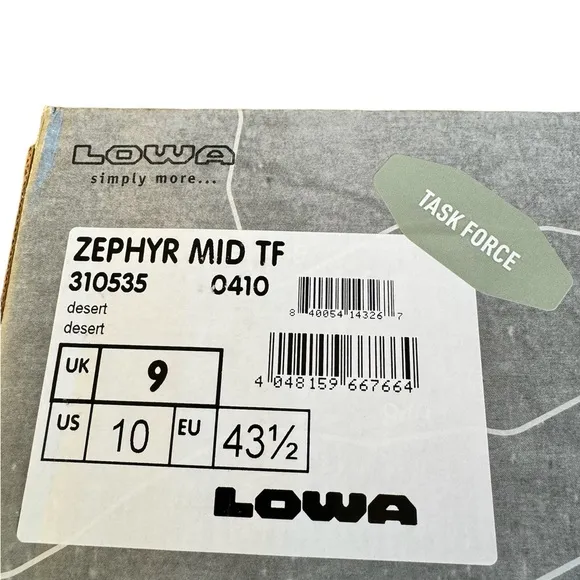 LOWA
simply more...
TASK FORCE
ZEPHYR MID TF
310535 0410
desert
desert
8 40054 14326 7
4 048159 667664
UK 9
US 10 EU 43½
LOWA